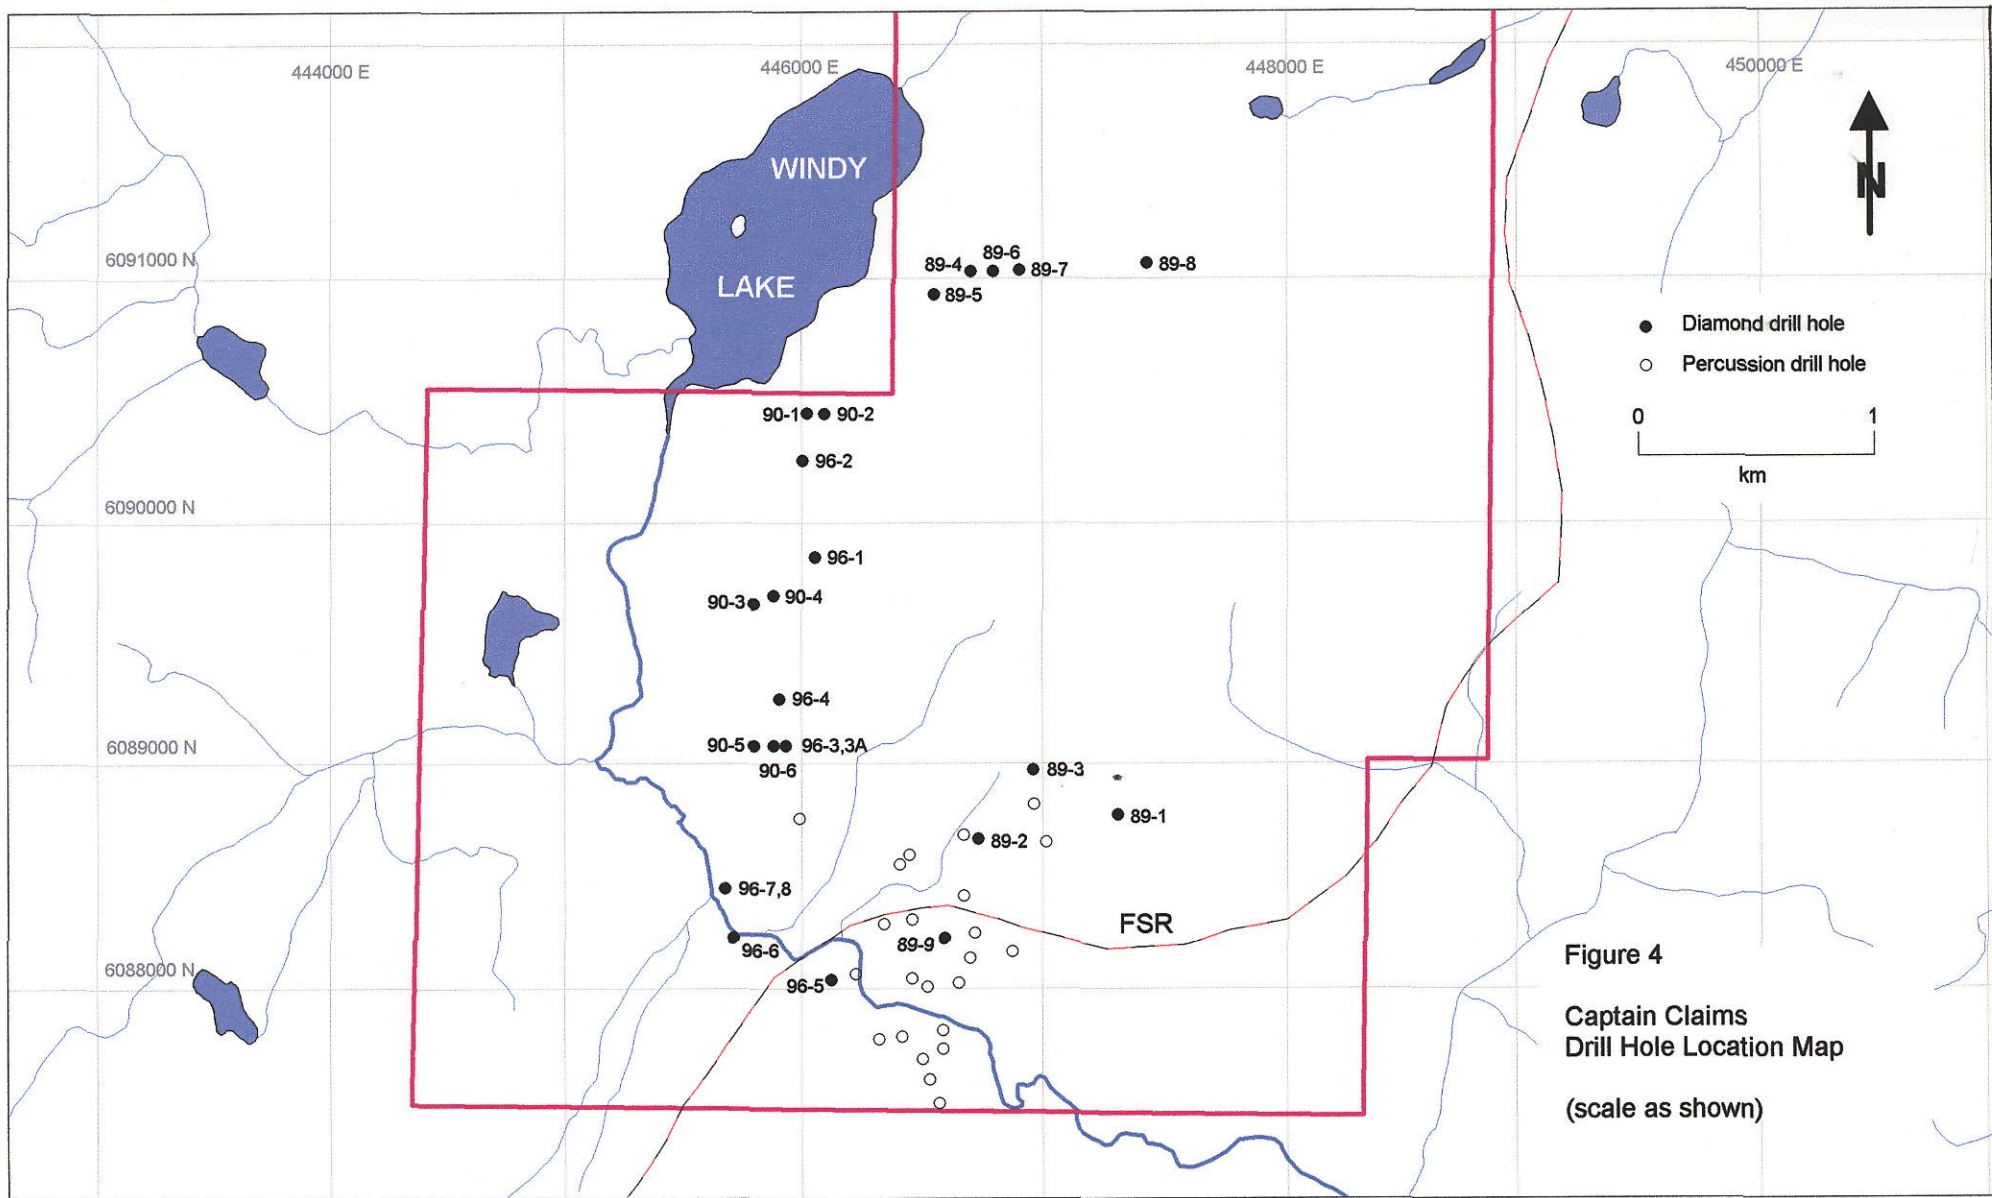 444000 E
446000 E
448000 E
450000 E
WINDY
N
6091000 N
LAKE
89-4
89-6
89-7
89-8
89-5
Diamond drill hole
Percussion drill hole
0 1
km
90-1
90-2
96-2
6090000 N
96-1
90-3
90-4
96-4
6089000 N
90-5
96-3,3A
90-6
89-3
89-1
89-2
96-7,8
FSR
96-6
89-9
6088000 N
96-5
Figure 4
Captain Claims
Drill Hole Location Map
(scale as shown)